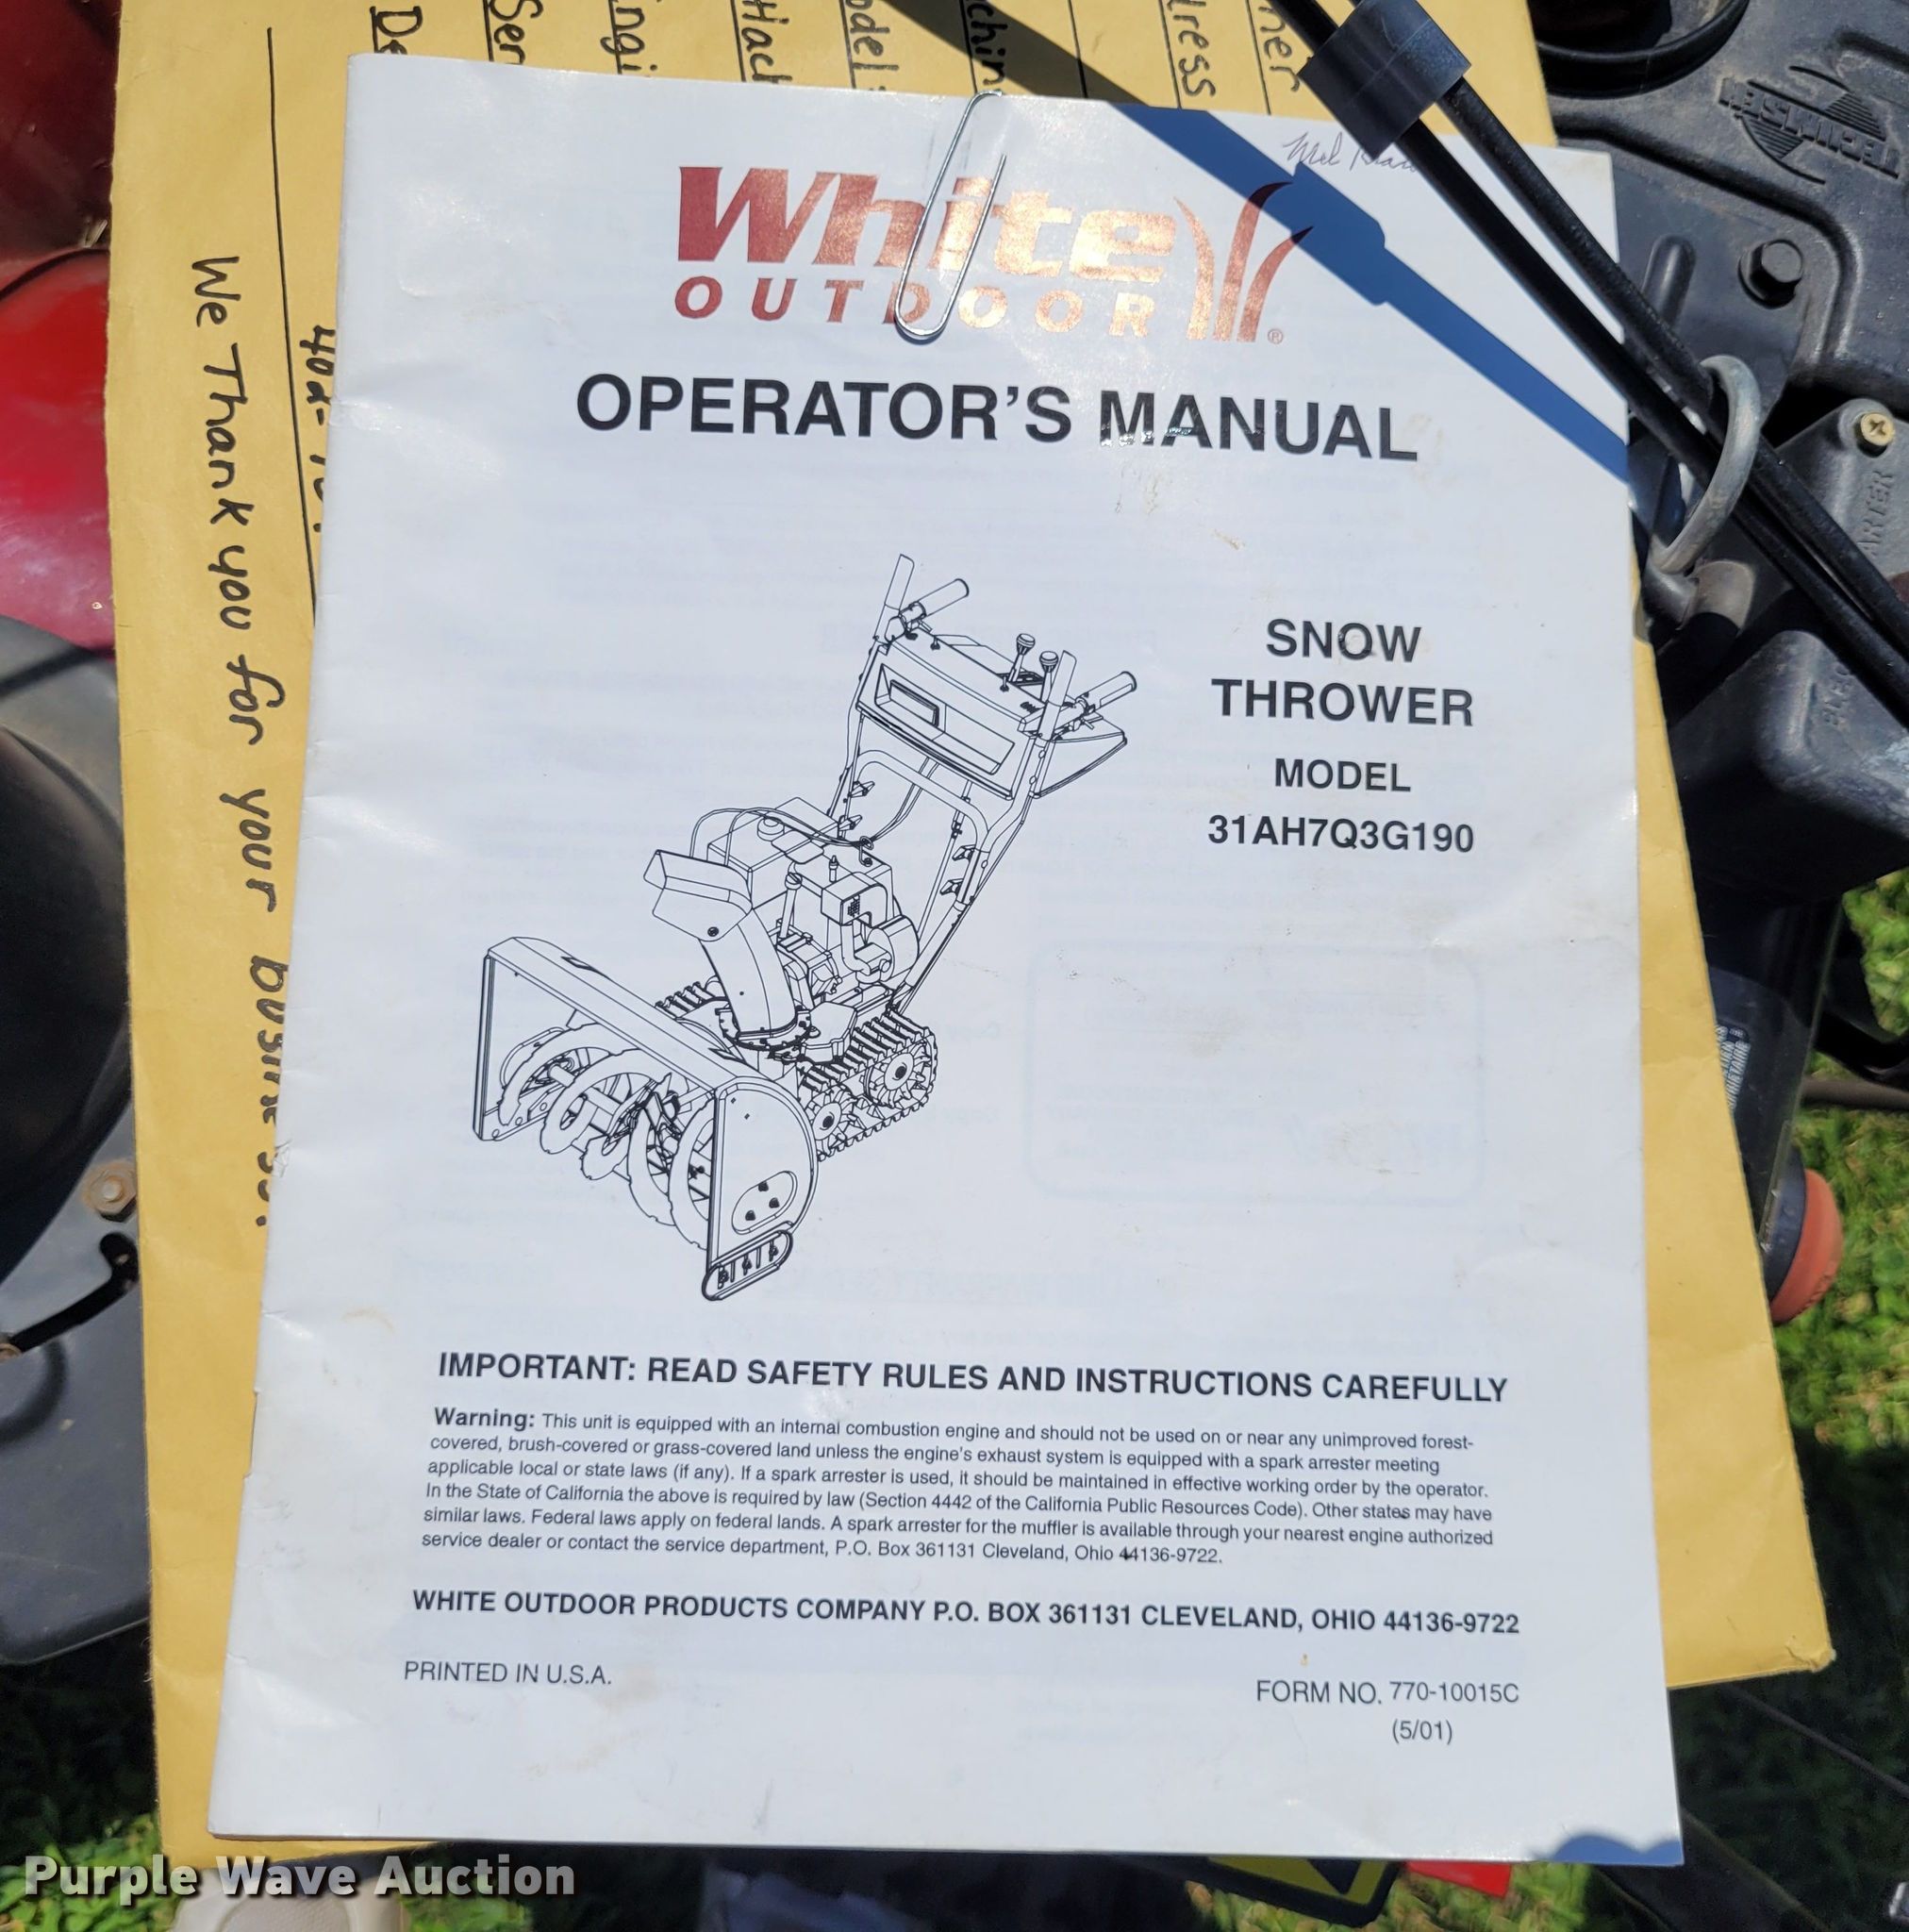 White
OUTDOOR
®
OPERATOR'S MANUAL
SNOW
THROWER
MODEL
31AH7Q3G190
IMPORTANT: READ SAFETY RULES AND INSTRUCTIONS CAREFULLY
Warning: This unit is equipped with an internal combustion engine and should not be used on or near any unimproved forest-
covered, brush-covered or grass-covered land unless the engine's exhaust system is equipped with a spark arrester meeting
applicable local or state laws (if any). If a spark arrester is used, it should be maintained in effective working order by the operator.
In the State of California the above is required by law (Section 4442 of the California Public Resources Code). Other states may have
similar laws. Federal laws apply on federal lands. A spark arrester for the muffler is available through your nearest engine authorized
service dealer or contact the service department, P.O. Box 361131 Cleveland, Ohio 44136-9722.
WHITE OUTDOOR PRODUCTS COMPANY P.O. BOX 361131 CLEVELAND, OHIO 44136-9722
PRINTED IN U.S.A.
FORM NO. 770-10015C
(5/01)
We Thank you for your
TECUMSEH
Purple Wave Auction